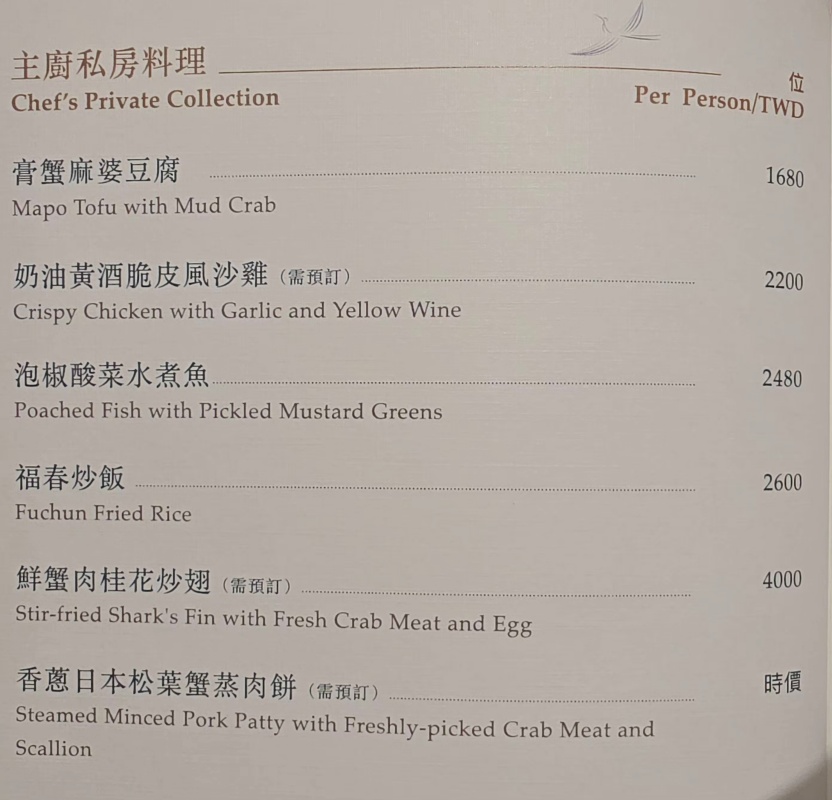 主廚私房料理
位
Chef's Private Collection
Per Person/TWD
膏蟹麻婆豆腐 1680
Mapo Tofu with Mud Crab
奶油黃酒脆皮風沙雞（需預訂） 2200
Crispy Chicken with Garlic and Yellow Wine
泡椒酸菜水煮魚 2480
Poached Fish with Pickled Mustard Greens
福春炒飯 2600
Fuchun Fried Rice
鮮蟹肉桂花炒翅（需預訂） 4000
Stir-fried Shark's Fin with Fresh Crab Meat and Egg
香蔥日本松葉蟹蒸肉餅（需預訂） 時價
Steamed Minced Pork Patty with Freshly-picked Crab Meat and
Scallion